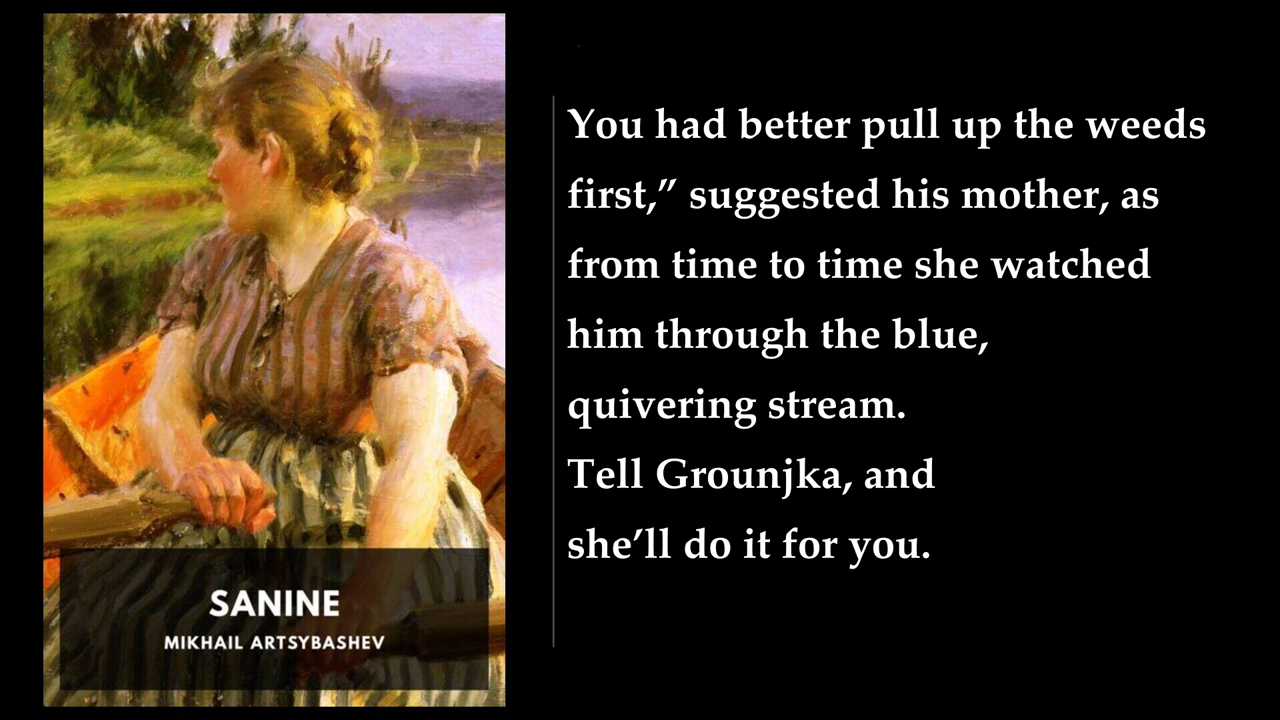 You had better pull up the weeds
first,” suggested his mother, as
from time to time she watched
him through the blue,
quivering stream.
Tell Grounjka, and
she’ll do it for you.
SANINE
MIKHAIL ARTSYBASHEV